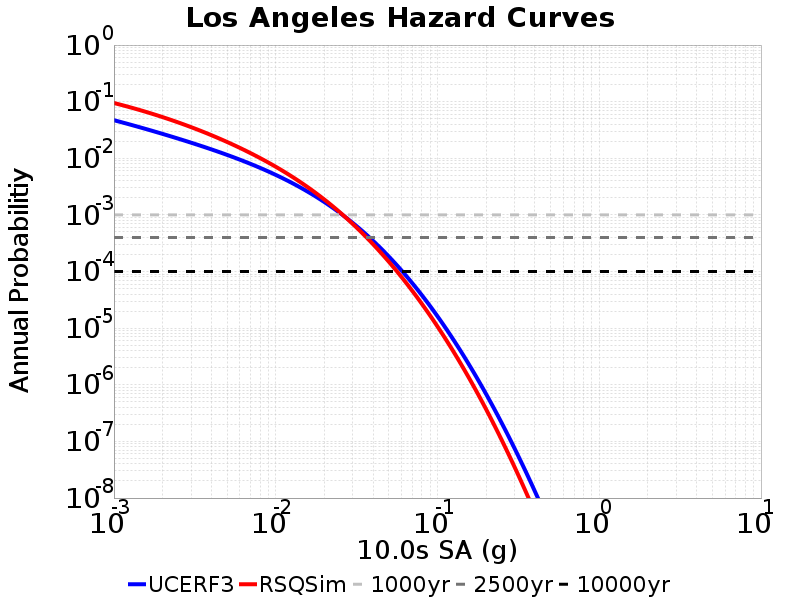 Los Angeles Hazard Curves
Annual Probabilitiy
10^0
10^-1
10^-2
10^-3
10^-4
10^-5
10^-6
10^-7
10^-8
10^-3 10^-2 10^-1 10^0 10^1
10.0s SA (g)
UCERF3 RSQSim 1000yr 2500yr 10000yr